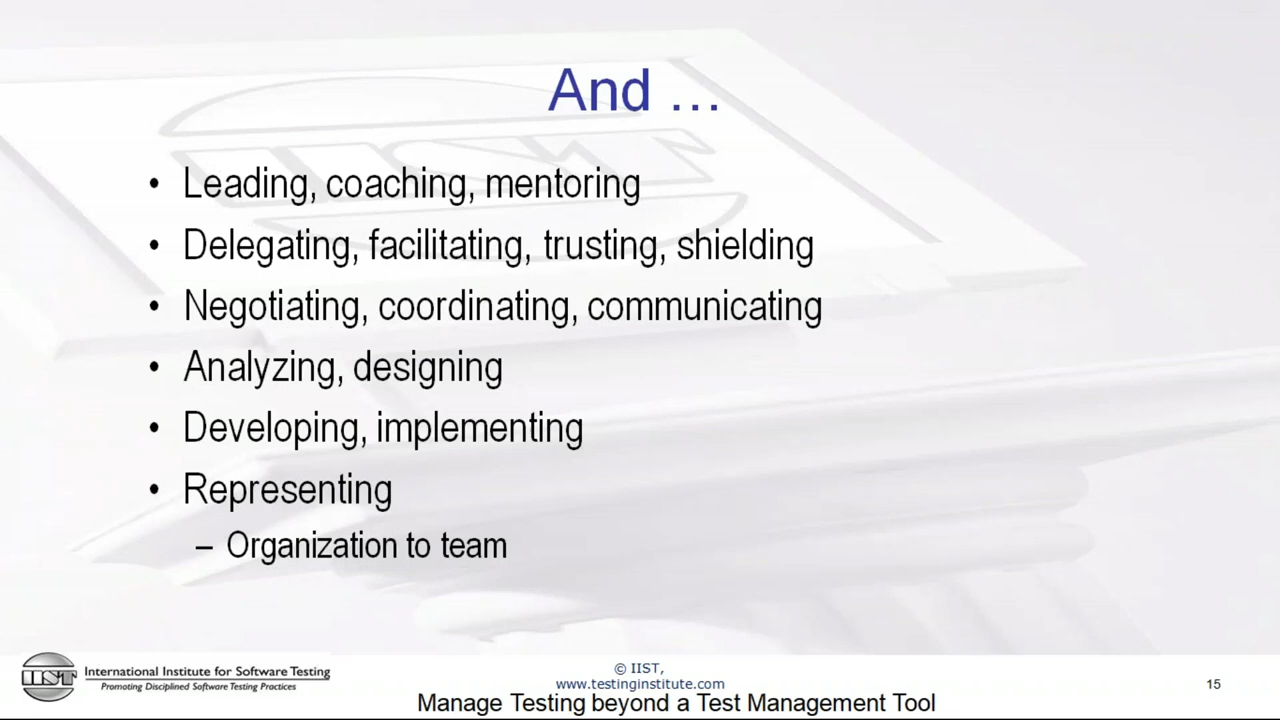 And …
• Leading, coaching, mentoring
• Delegating, facilitating, trusting, shielding
• Negotiating, coordinating, communicating
• Analyzing, designing
• Developing, implementing
• Representing
– Organization to team
IIST
International Institute for Software Testing
Promoting Disciplined Software Testing Practices
© IIST,
www.testinginstitute.com
15
Manage Testing beyond a Test Management Tool